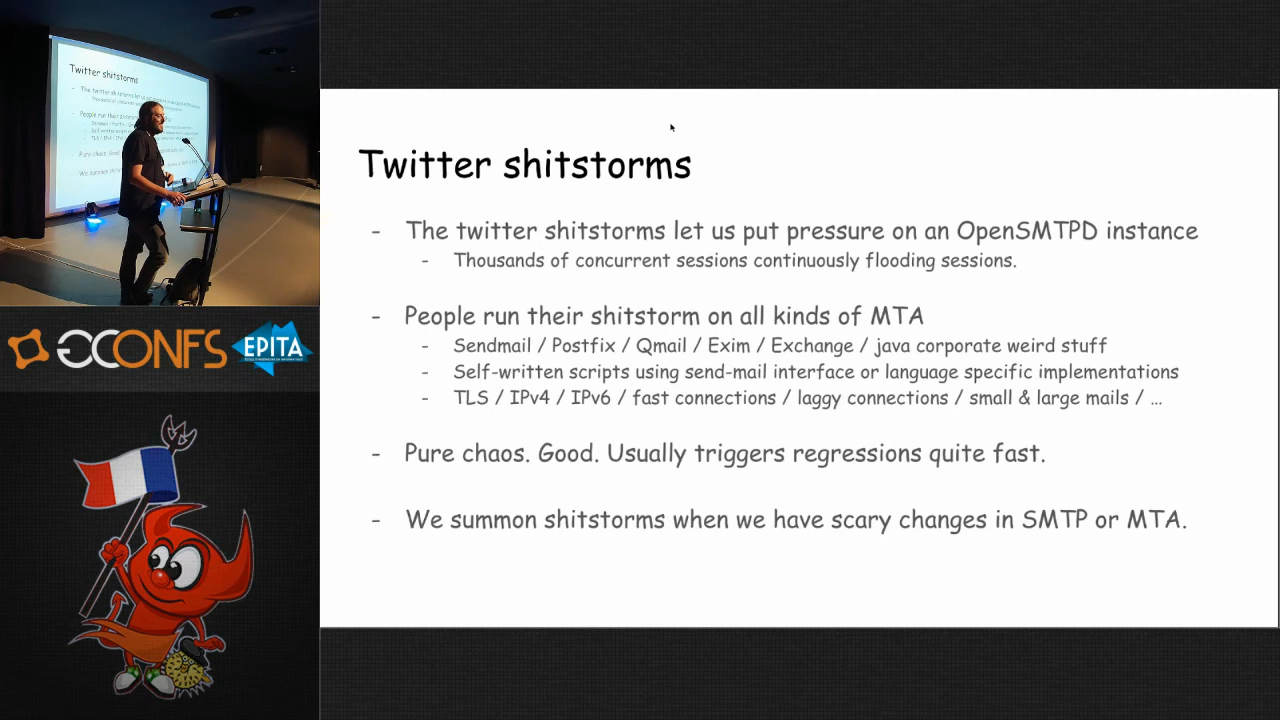 Twitter shitstorms
- The twitter shitstorms let us put pressure on an OpenSMTPD instance
- Thousands of concurrent sessions continuously flooding sessions.
- People run their shitstorm on all kinds of MTA
- Sendmail / Postfix / Qmail / Exim / Exchange / java corporate weird stuff
- Self-written scripts using send-mail interface or language specific implementations
- TLS / IPv4 / IPv6 / fast connections / laggy connections / small & large mails / …
- Pure chaos. Good. Usually triggers regressions quite fast.
- We summon shitstorms when we have scary changes in SMTP or MTA.
Twitter shitstorms
GCONFS
EPITA